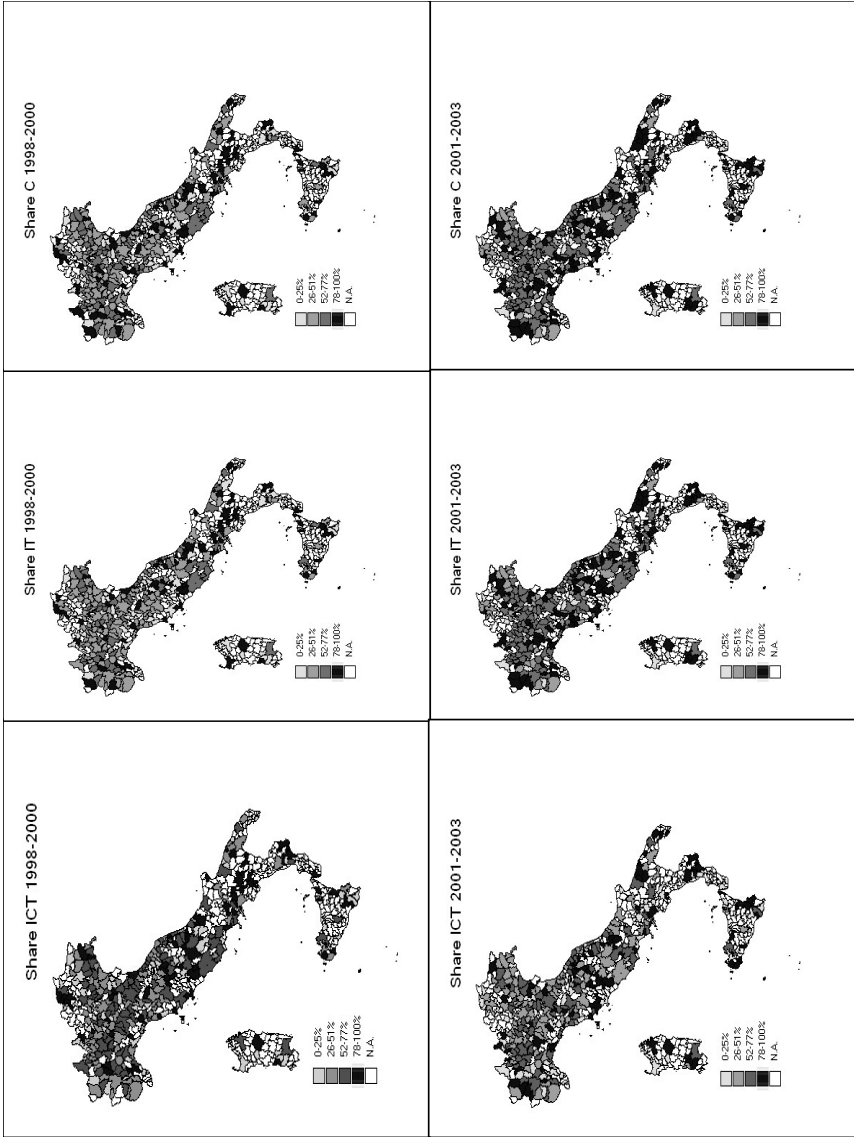 Share ICT 1998-2000
0-25%
26-51%
52-77%
78-100%
N.A.
Share ICT 2001-2003
0-25%
26-51%
52-77%
78-100%
N.A.
Share IT 1998-2000
0-25%
26-51%
52-77%
78-100%
N.A.
Share IT 2001-2003
0-25%
26-51%
52-77%
78-100%
N.A.
Share C 1998-2000
0-25%
26-51%
52-77%
78-100%
N.A.
Share C 2001-2003
0-25%
26-51%
52-77%
78-100%
N.A.